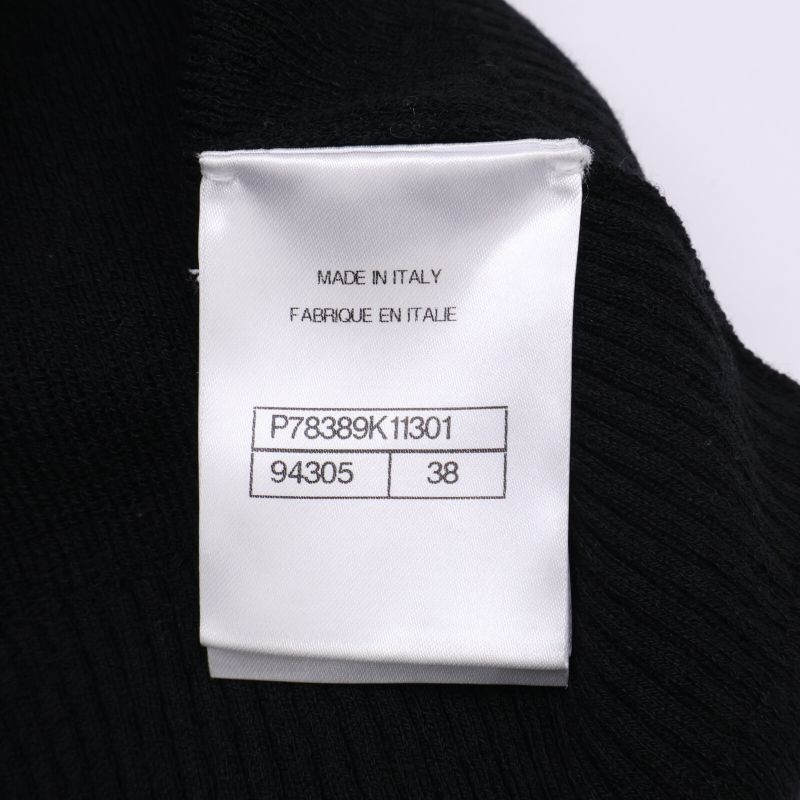 MADE IN ITALY
FABRIQUE EN ITALIE
P78389K11301
94305 38